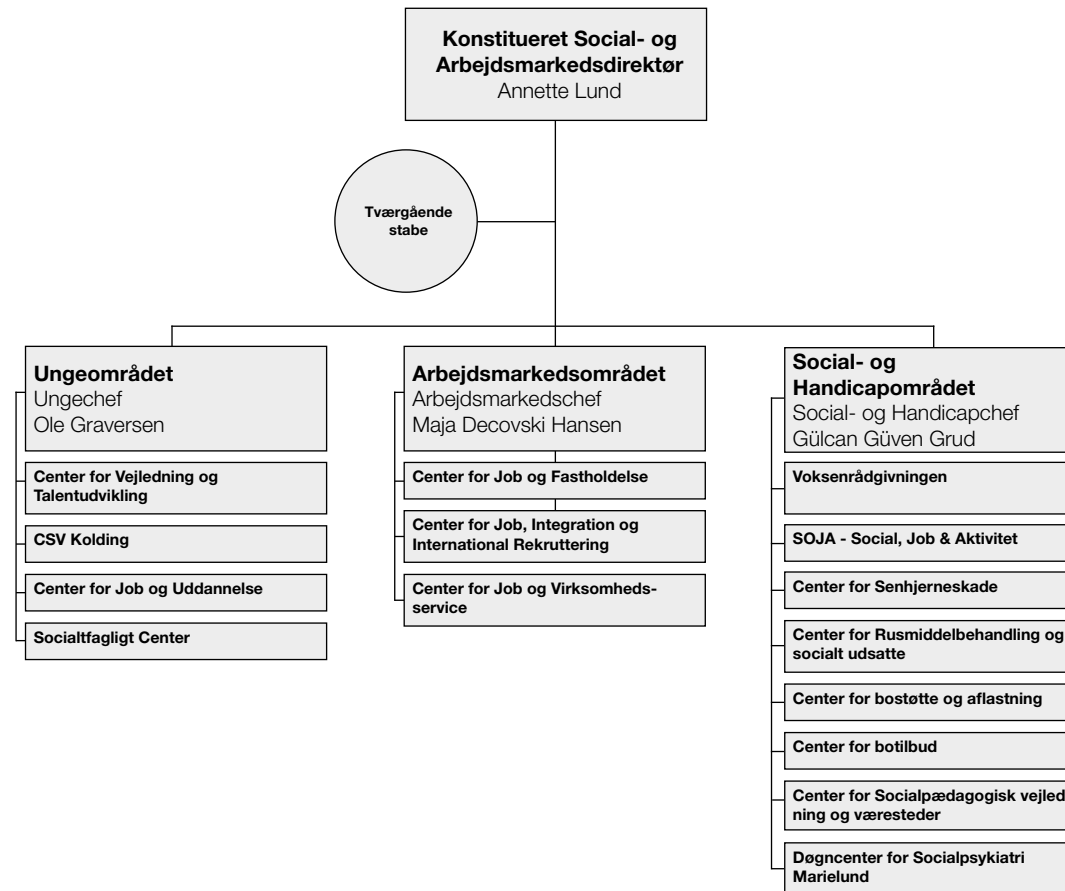 Konstitueret Social- og
Arbejdsmarkedsdirektør
Annette Lund
Tværgående
stabe
Ungeområdet
Ungechef
Ole Graversen
Center for Vejledning og
Talentudvikling
CSV Kolding
Center for Job og Uddannelse
Socialtfagligt Center
Arbejdsmarkedsområdet
Arbejdsmarkedschef
Maja Decovski Hansen
Center for Job og Fastholdelse
Center for Job, Integration og
International Rekruttering
Center for Job og Virksomheds-
service
Social- og
Handicapområdet
Social- og Handicapchef
Gülcan Güven Grud
Voksenrådgivningen
SOJA - Social, Job & Aktivitet
Center for Senhjerneskade
Center for Rusmiddelbehandling og
socialt udsatte
Center for bostøtte og aflastning
Center for botilbud
Center for Socialpædagogisk vejled
ning og væresteder
Døgncenter for Socialpsykiatri
Marielund